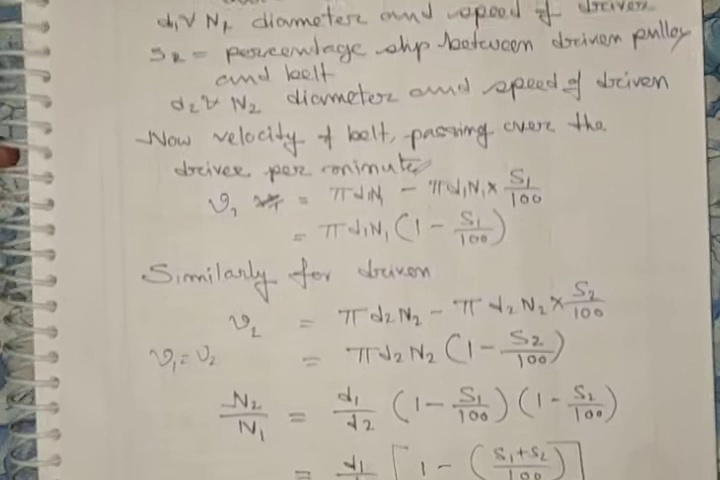 d₁ & N₁ diameter and speed of driver
S₂ = percentage slip between driven pulley
and belt
d₂ & N₂ diameter and speed of driven
Now velocity of belt, passing over the
driver per minute
v₁ = πd₁N₁ - πd₁N₁ × S₁/100
= πd₁N₁ (1 - S₁/100)
Similarly for driven
v₂ = πd₂N₂ - πd₂N₂ × S₂/100
v₁ = v₂ = πd₂N₂ (1 - S₂/100)
N₂/N₁ = d₁/d₂ (1 - S₁/100) (1 - S₂/100)
= d₁/ [1 - (S₁+S₂/100)]